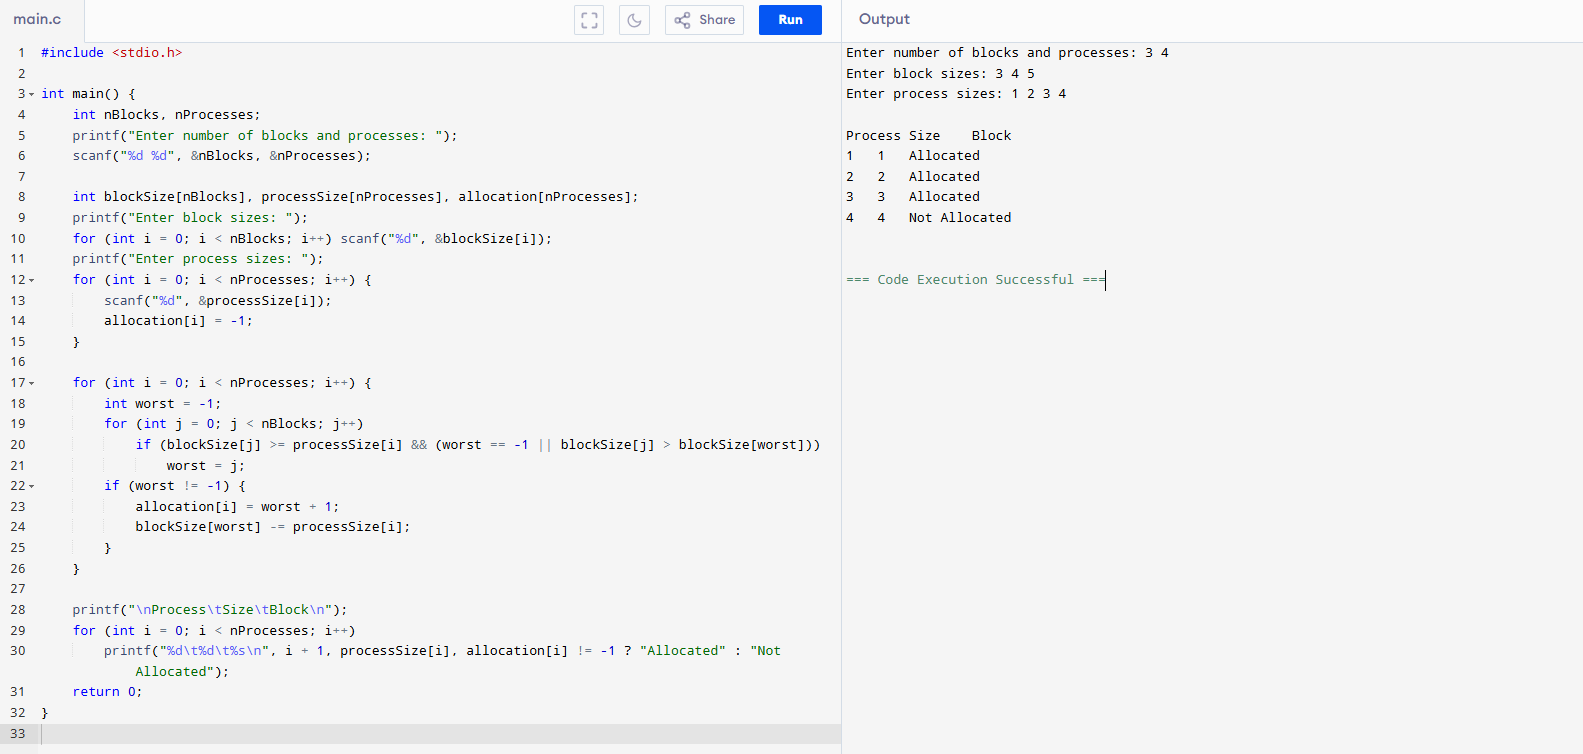 main.c
Share
Run
Output
1 #include <stdio.h>
2
3 int main() {
4     int nBlocks, nProcesses;
5     printf("Enter number of blocks and processes: ");
6     scanf("%d %d", &nBlocks, &nProcesses);
7
8     int blockSize[nBlocks], processSize[nProcesses], allocation[nProcesses];
9     printf("Enter block sizes: ");
10     for (int i = 0; i < nBlocks; i++) scanf("%d", &blockSize[i]);
11     printf("Enter process sizes: ");
12     for (int i = 0; i < nProcesses; i++) {
13         scanf("%d", &processSize[i]);
14         allocation[i] = -1;
15     }
16
17     for (int i = 0; i < nProcesses; i++) {
18         int worst = -1;
19         for (int j = 0; j < nBlocks; j++)
20             if (blockSize[j] >= processSize[i] && (worst == -1 || blockSize[j] > blockSize[worst]))
21                 worst = j;
22         if (worst != -1) {
23             allocation[i] = worst + 1;
24             blockSize[worst] -= processSize[i];
25         }
26     }
27
28     printf("\nProcess\tSize\tBlock\n");
29     for (int i = 0; i < nProcesses; i++)
30         printf("%d\t%d\t%s\n", i + 1, processSize[i], allocation[i] != -1 ? "Allocated" : "Not
            Allocated");
31     return 0;
32 }
33
Enter number of blocks and processes: 3 4
Enter block sizes: 3 4 5
Enter process sizes: 1 2 3 4
Process Size    Block
1   1   Allocated
2   2   Allocated
3   3   Allocated
4   4   Not Allocated
=== Code Execution Successful ===